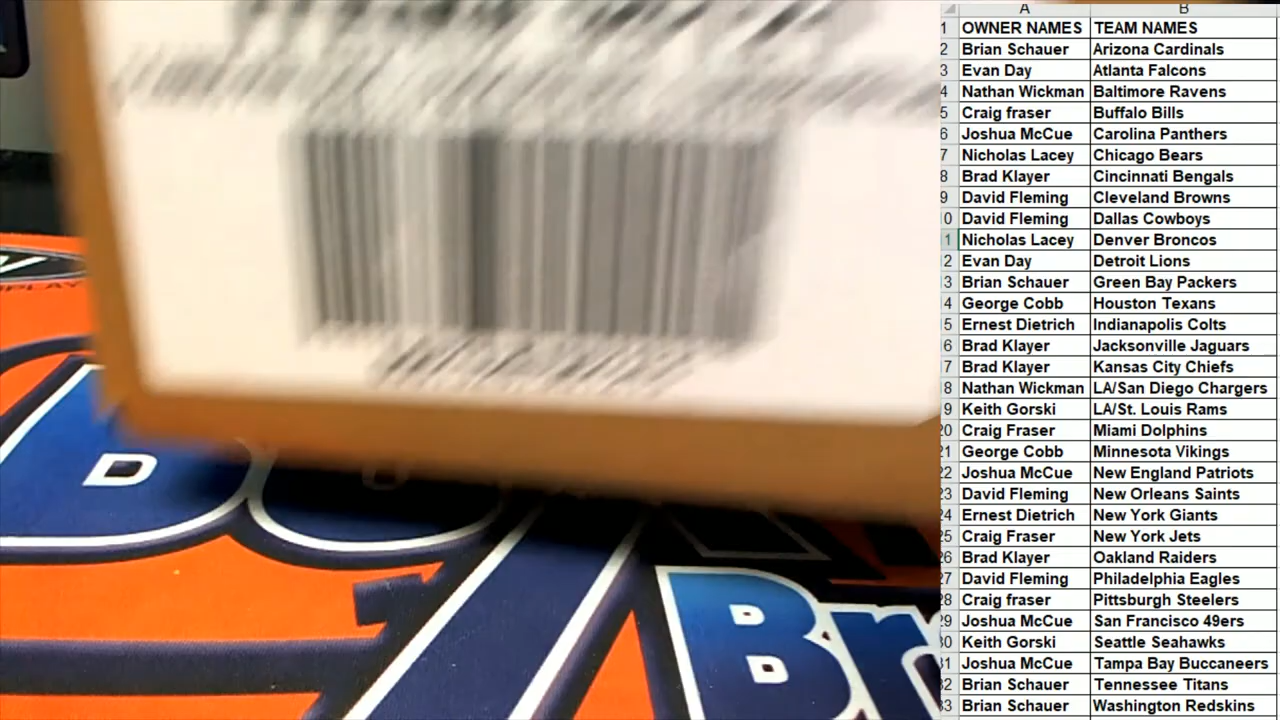 A B
1 OWNER NAMES TEAM NAMES
2 Brian Schauer Arizona Cardinals
3 Evan Day Atlanta Falcons
4 Nathan Wickman Baltimore Ravens
5 Craig fraser Buffalo Bills
6 Joshua McCue Carolina Panthers
7 Nicholas Lacey Chicago Bears
8 Brad Klayer Cincinnati Bengals
9 David Fleming Cleveland Browns
0 David Fleming Dallas Cowboys
1 Nicholas Lacey Denver Broncos
2 Evan Day Detroit Lions
3 Brian Schauer Green Bay Packers
4 George Cobb Houston Texans
5 Ernest Dietrich Indianapolis Colts
6 Brad Klayer Jacksonville Jaguars
7 Brad Klayer Kansas City Chiefs
8 Nathan Wickman LA/San Diego Chargers
9 Keith Gorski LA/St. Louis Rams
20 Craig Fraser Miami Dolphins
21 George Cobb Minnesota Vikings
22 Joshua McCue New England Patriots
23 David Fleming New Orleans Saints
24 Ernest Dietrich New York Giants
25 Craig Fraser New York Jets
26 Brad Klayer Oakland Raiders
27 David Fleming Philadelphia Eagles
28 Craig fraser Pittsburgh Steelers
29 Joshua McCue San Francisco 49ers
30 Keith Gorski Seattle Seahawks
31 Joshua McCue Tampa Bay Buccaneers
32 Brian Schauer Tennessee Titans
33 Brian Schauer Washington Redskins
D
Br